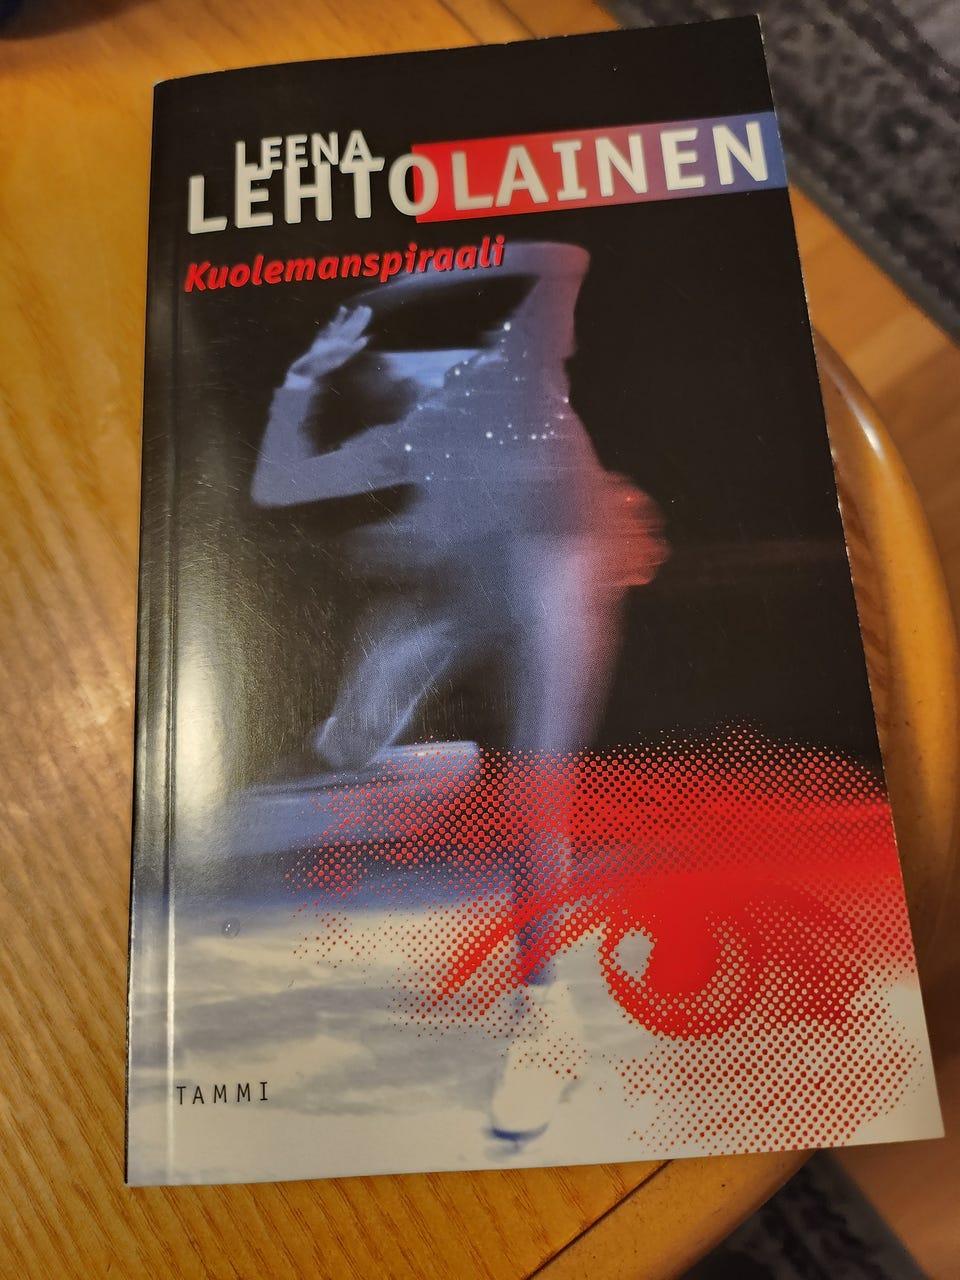 LEENA
LEHTOLAINEN
Kuolemanspiraali
TAMMI